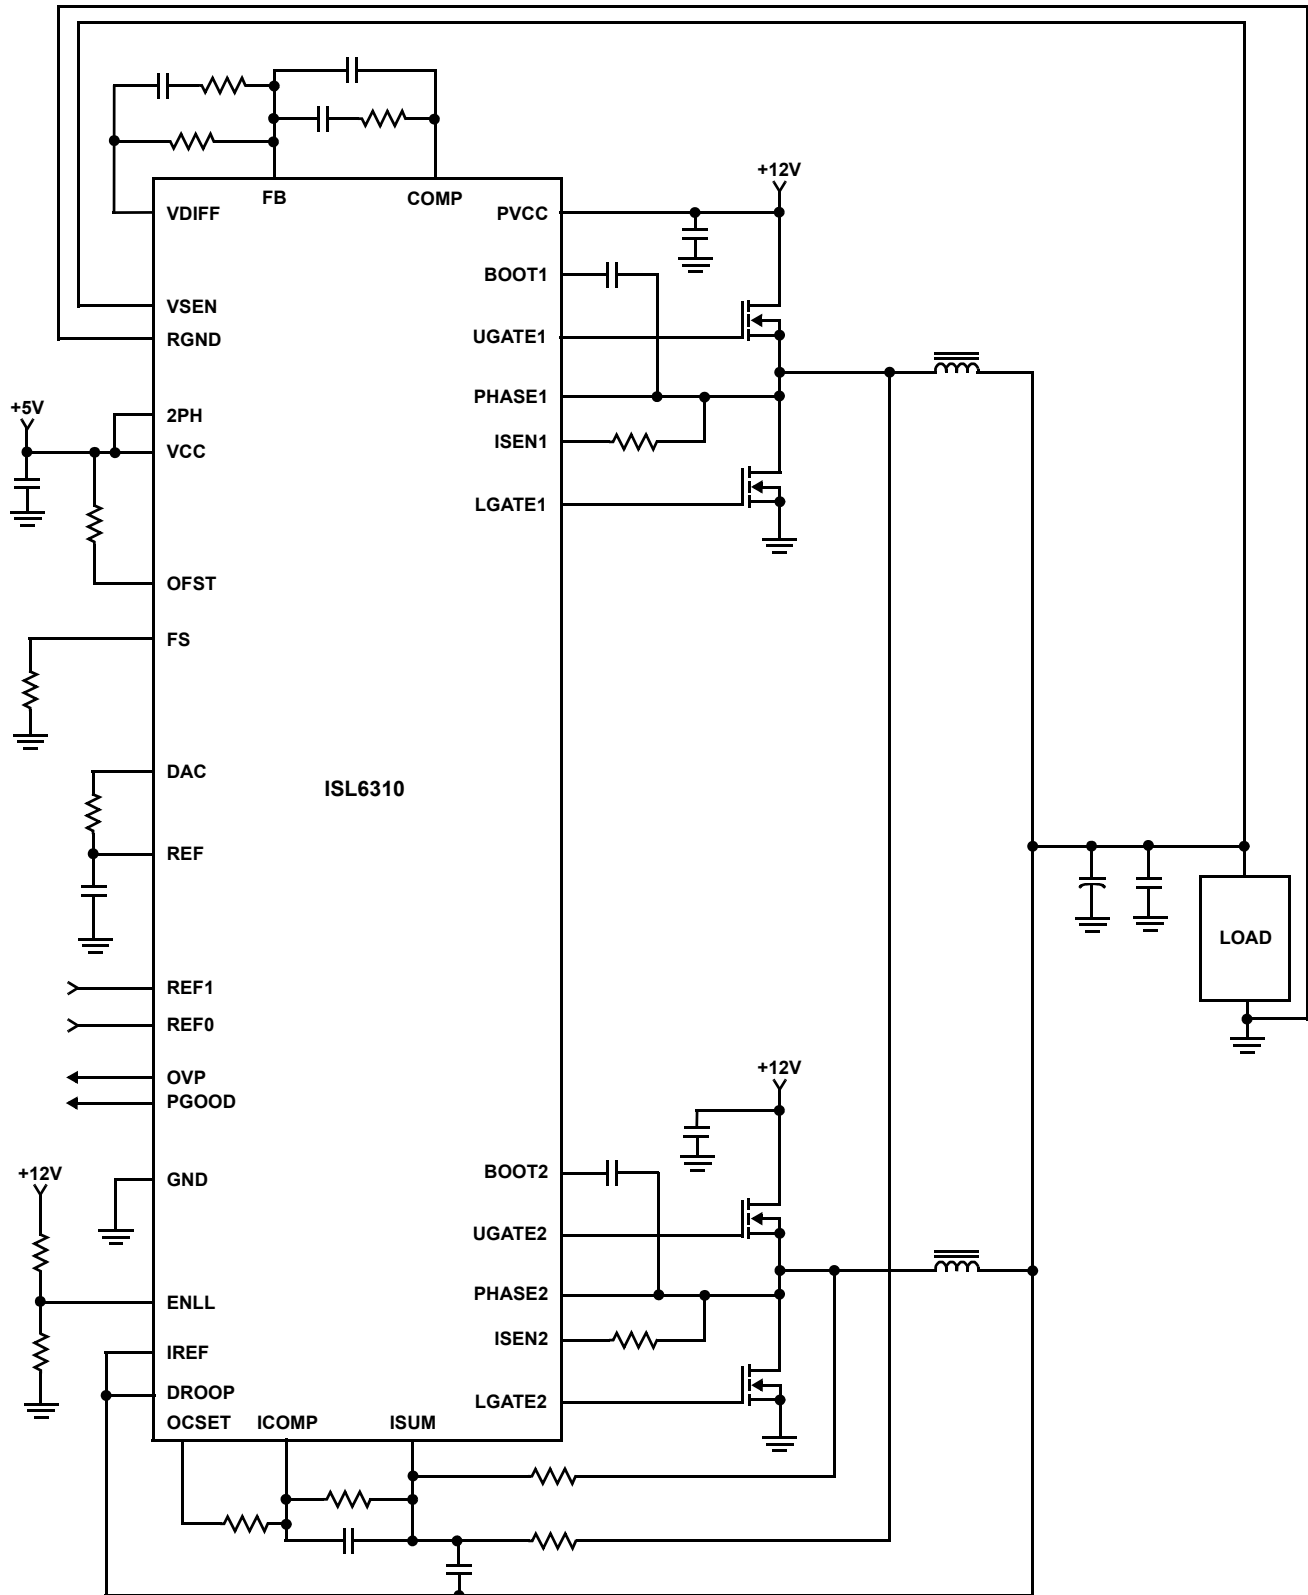 FB
COMP
+12V
VDIFF
PVCC
BOOT1
VSEN
UGATE1
RGND
PHASE1
+5V
2PH
ISEN1
VCC
LGATE1
OFST
FS
DAC
ISL6310
REF
LOAD
REF1
REF0
+12V
OVP
PGOOD
BOOT2
+12V
GND
UGATE2
PHASE2
ENLL
ISEN2
IREF
DROOP
LGATE2
OCSET
ICOMP
ISUM